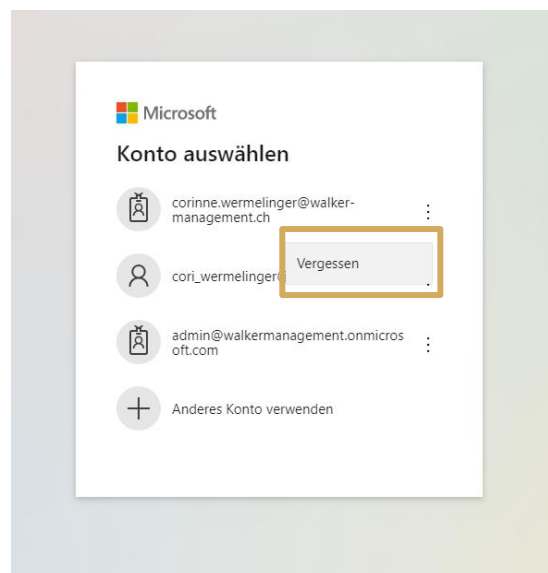 Microsoft
Konto auswählen
corinne.wermelinger@walker-
management.ch
Vergessen
cori_wermelinger
admin@walkermanagement.onmicros
oft.com
Anderes Konto verwenden